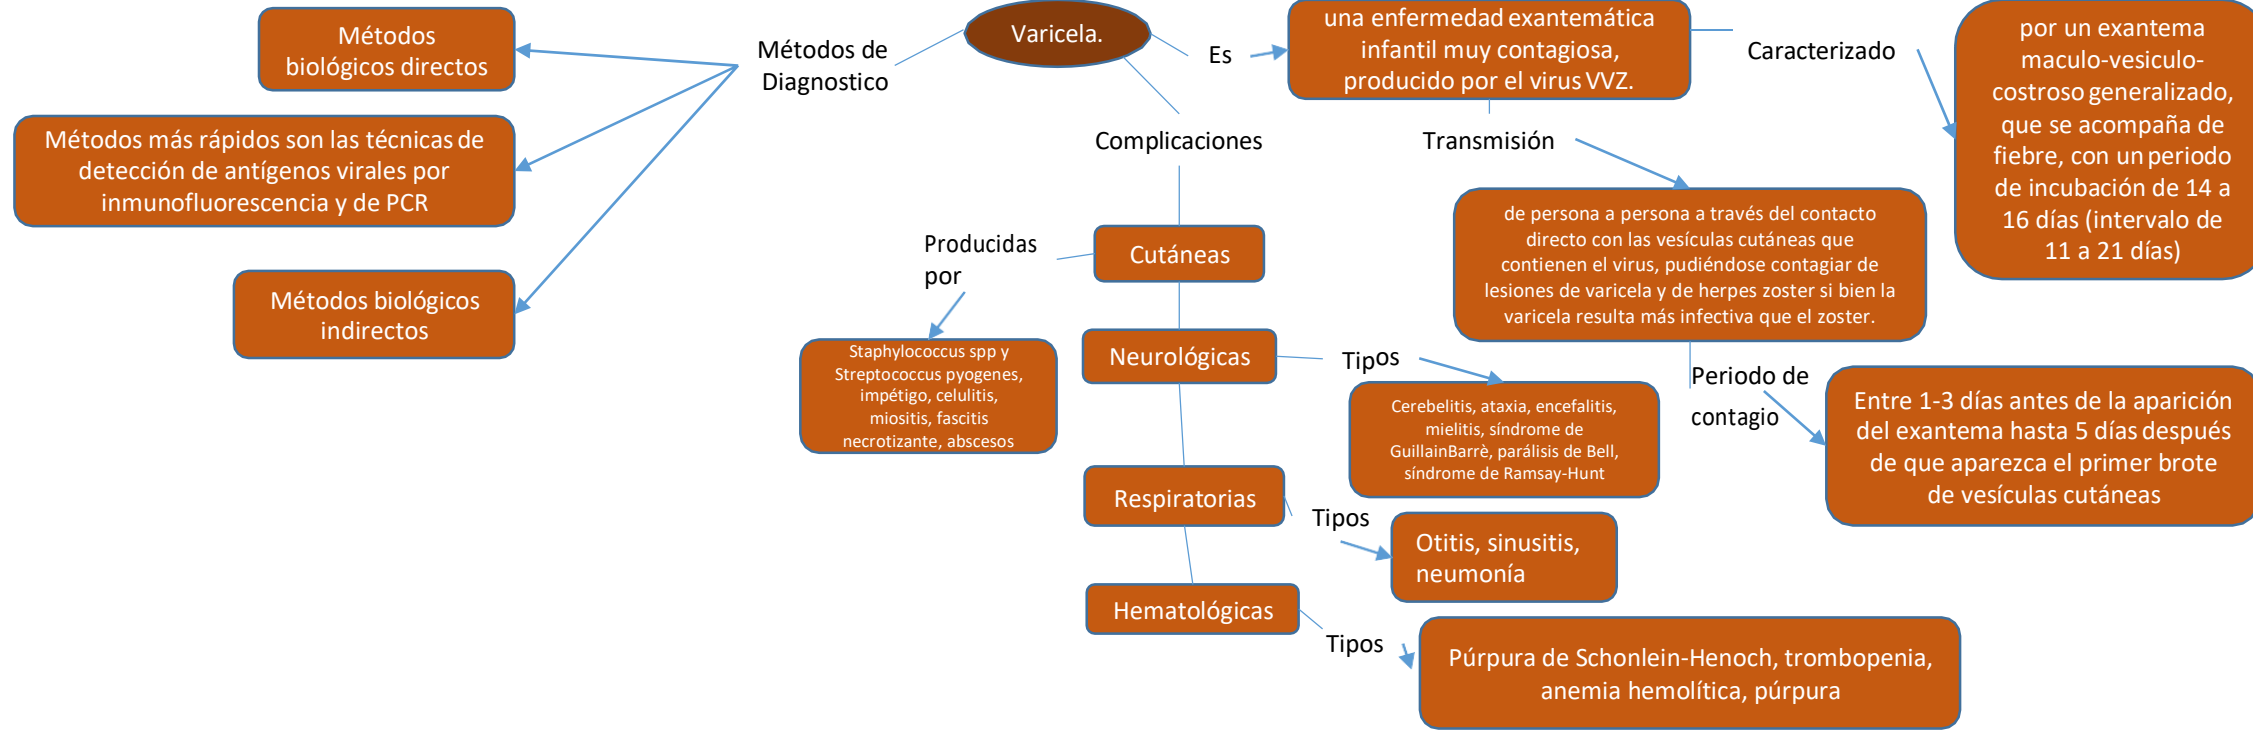 Varicela.
Métodos de
Diagnostico
Métodos
biológicos directos
Métodos más rápidos son las técnicas de
detección de antígenos virales por
inmunofluorescencia y de PCR
Métodos biológicos
indirectos
Es
una enfermedad exantemática
infantil muy contagiosa,
producido por el virus VVZ.
Caracterizado
por un exantema
maculo-vesiculo-
costroso generalizado,
que se acompaña de
fiebre, con un periodo
de incubación de 14 a
16 días (intervalo de
11 a 21 días)
Transmisión
de persona a persona a través del contacto
directo con las vesículas cutáneas que
contienen el virus, pudiéndose contagiar de
lesiones de varicela y de herpes zoster si bien la
varicela resulta más infectiva que el zoster.
Periodo de
contagio
Entre 1-3 días antes de la aparición
del exantema hasta 5 días después
de que aparezca el primer brote
de vesículas cutáneas
Complicaciones
Cutáneas
Producidas
por
Staphylococcus spp y
Streptococcus pyogenes,
impétigo, celulitis,
miositis, fascitis
necrotizante, abscesos
Neurológicas
Tipos
Cerebelitis, ataxia, encefalitis,
mielitis, síndrome de
GuillainBarrè, parálisis de Bell,
síndrome de Ramsay-Hunt
Respiratorias
Tipos
Otitis, sinusitis,
neumonía
Hematológicas
Tipos
Púrpura de Schonlein-Henoch, trombopenia,
anemia hemolítica, púrpura